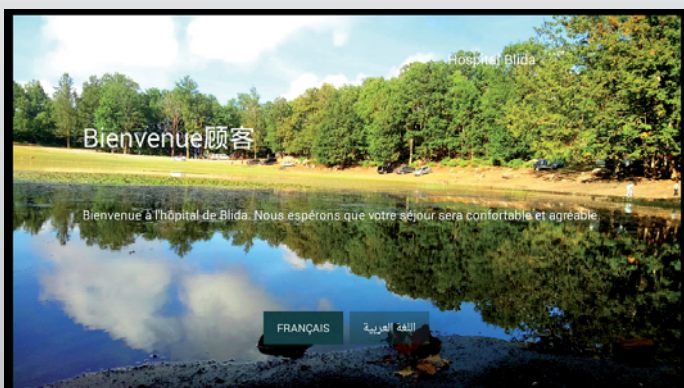 Hospital Blida
Bienvenue顾客
Bienvenue à l'hôpital de Blida. Nous espérons que votre séjour sera confortable et agréable.
FRANÇAIS
اللغة العربية